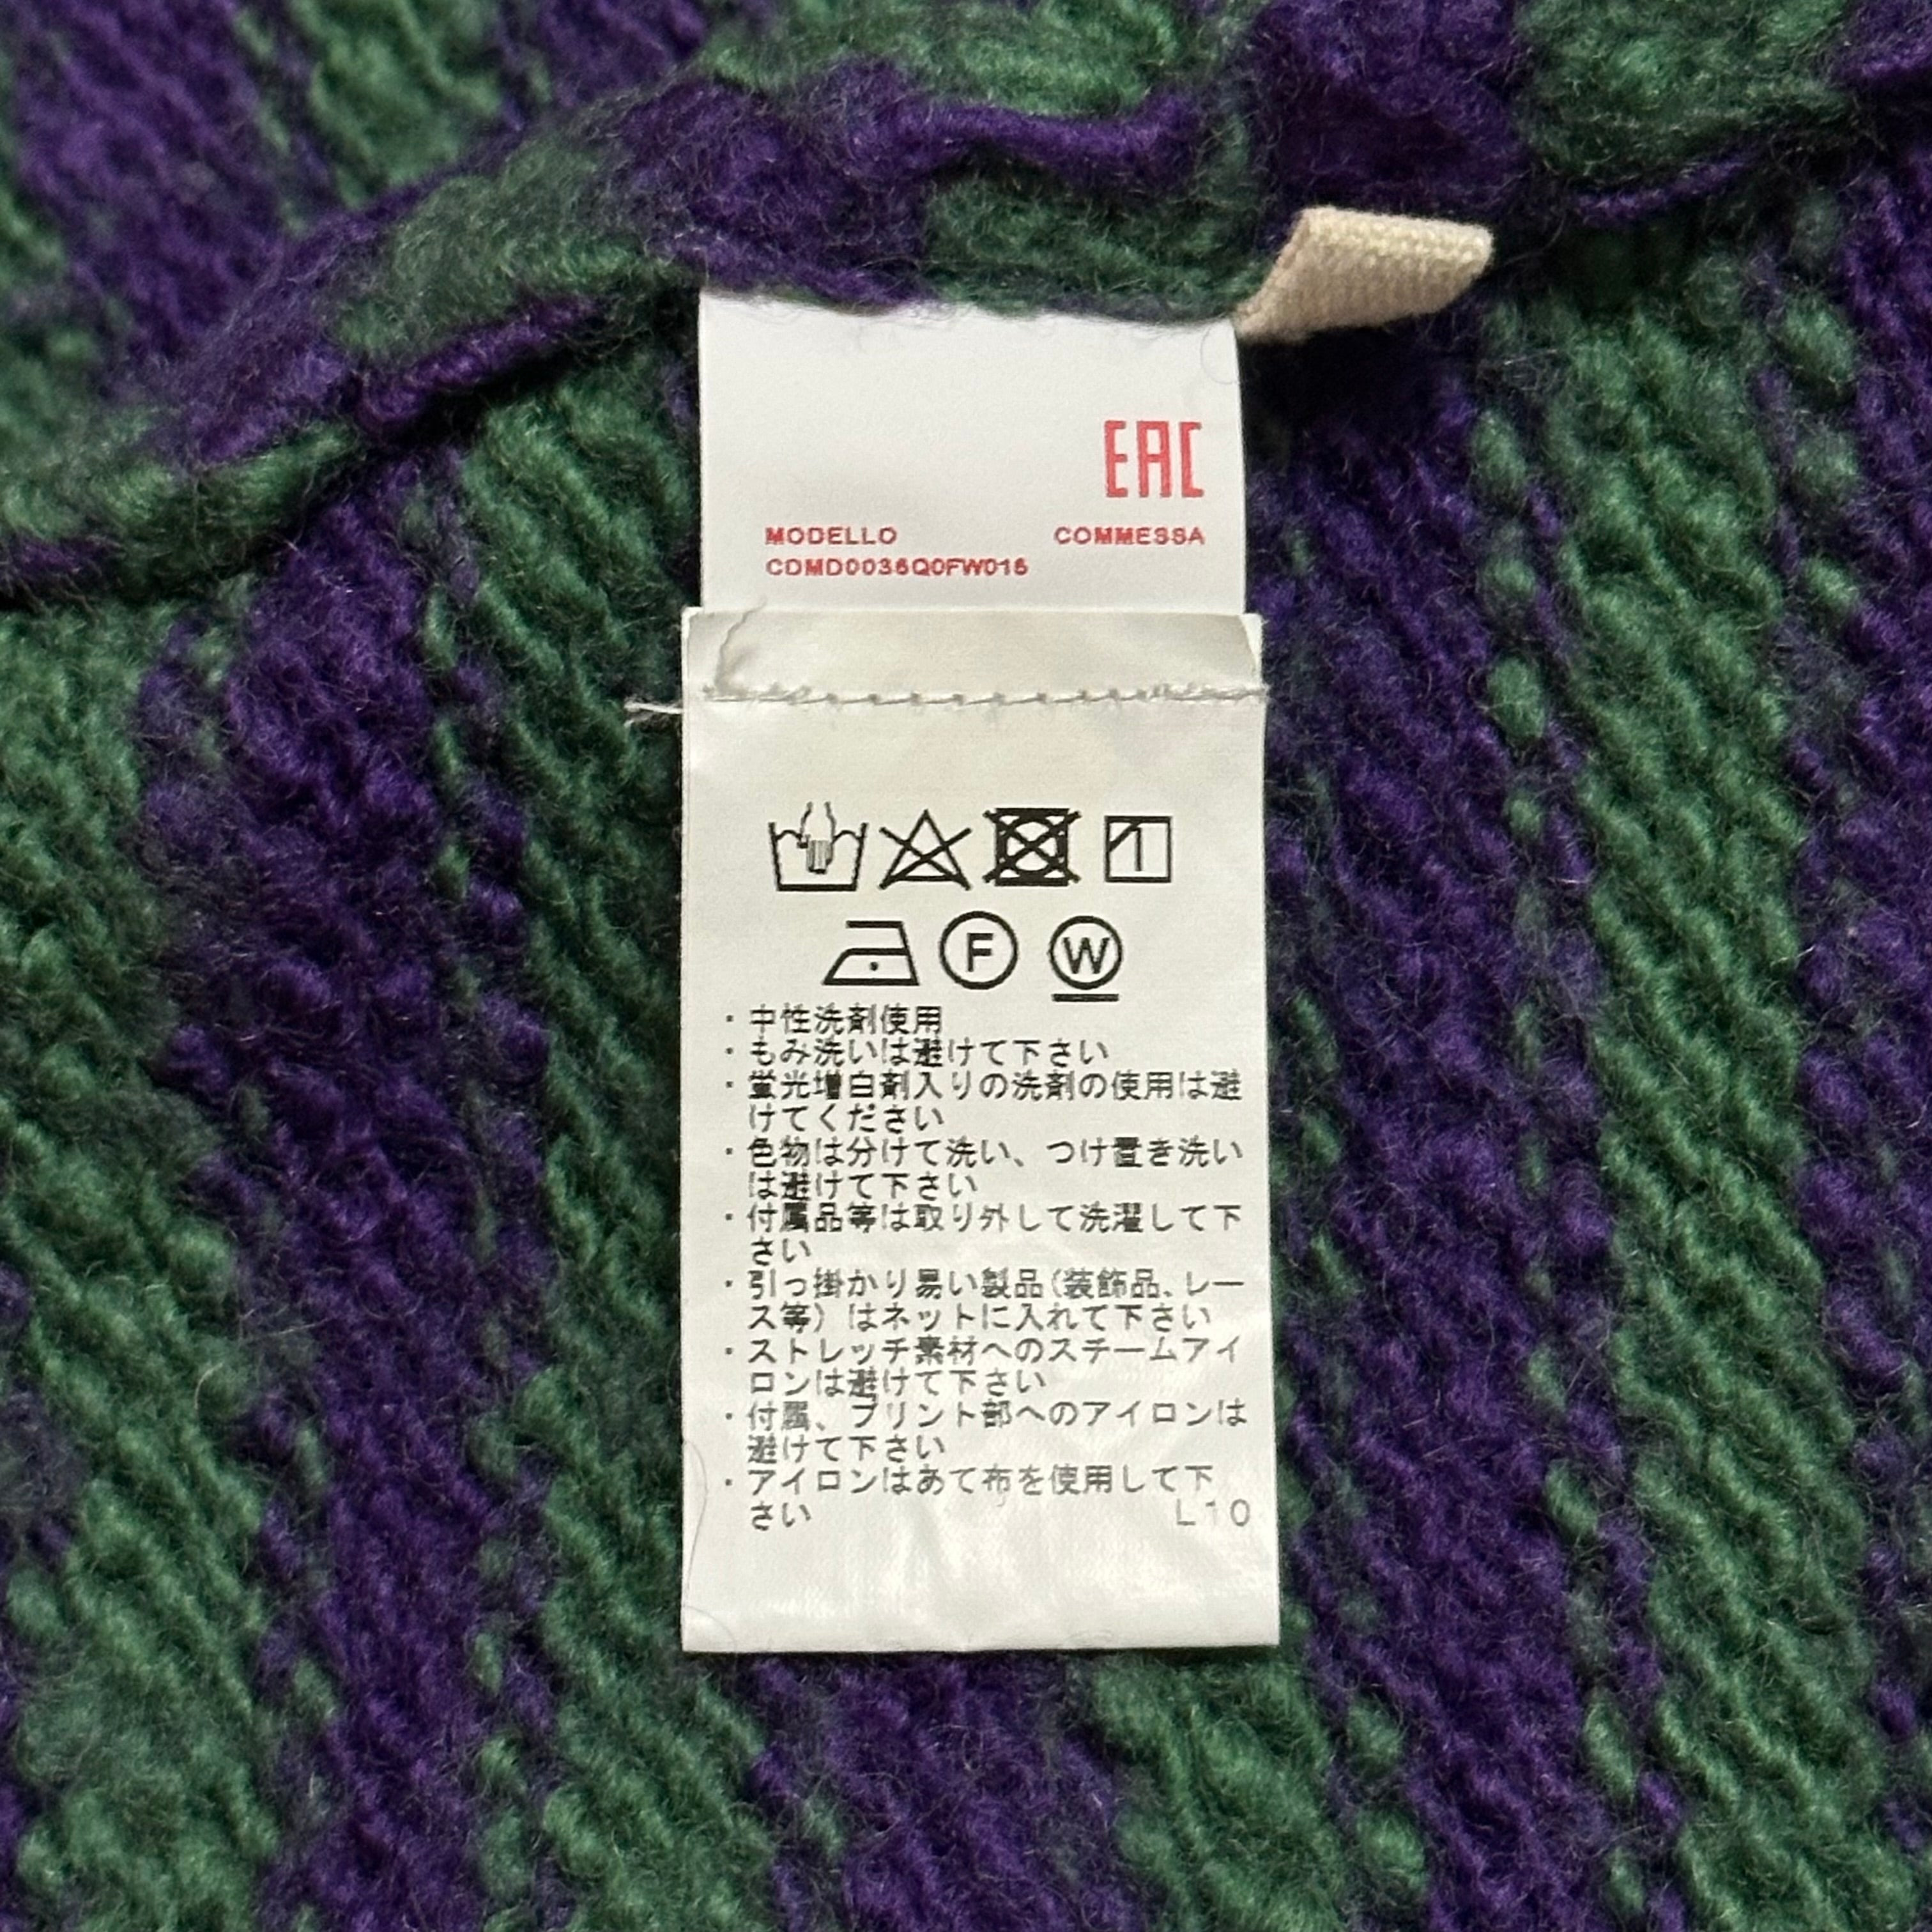 EAC
MODELLO COMMESSA
CDMD0036Q0FW015
1
F W
・中性洗剤使用
・もみ洗いは避けて下さい
・蛍光増白剤入りの洗剤の使用は避
けてください
・色物は分けて洗い、つけ置き洗い
は避けて下さい
・付属品等は取り外して洗濯して下
さい
・引っ掛かり易い製品(装飾品、レー
ス等)はネットに入れて下さい
・ストレッチ素材へのスチームアイ
ロンは避けて下さい
・付属、プリント部へのアイロンは
避けて下さい
・アイロンはあて布を使用して下
さい L10